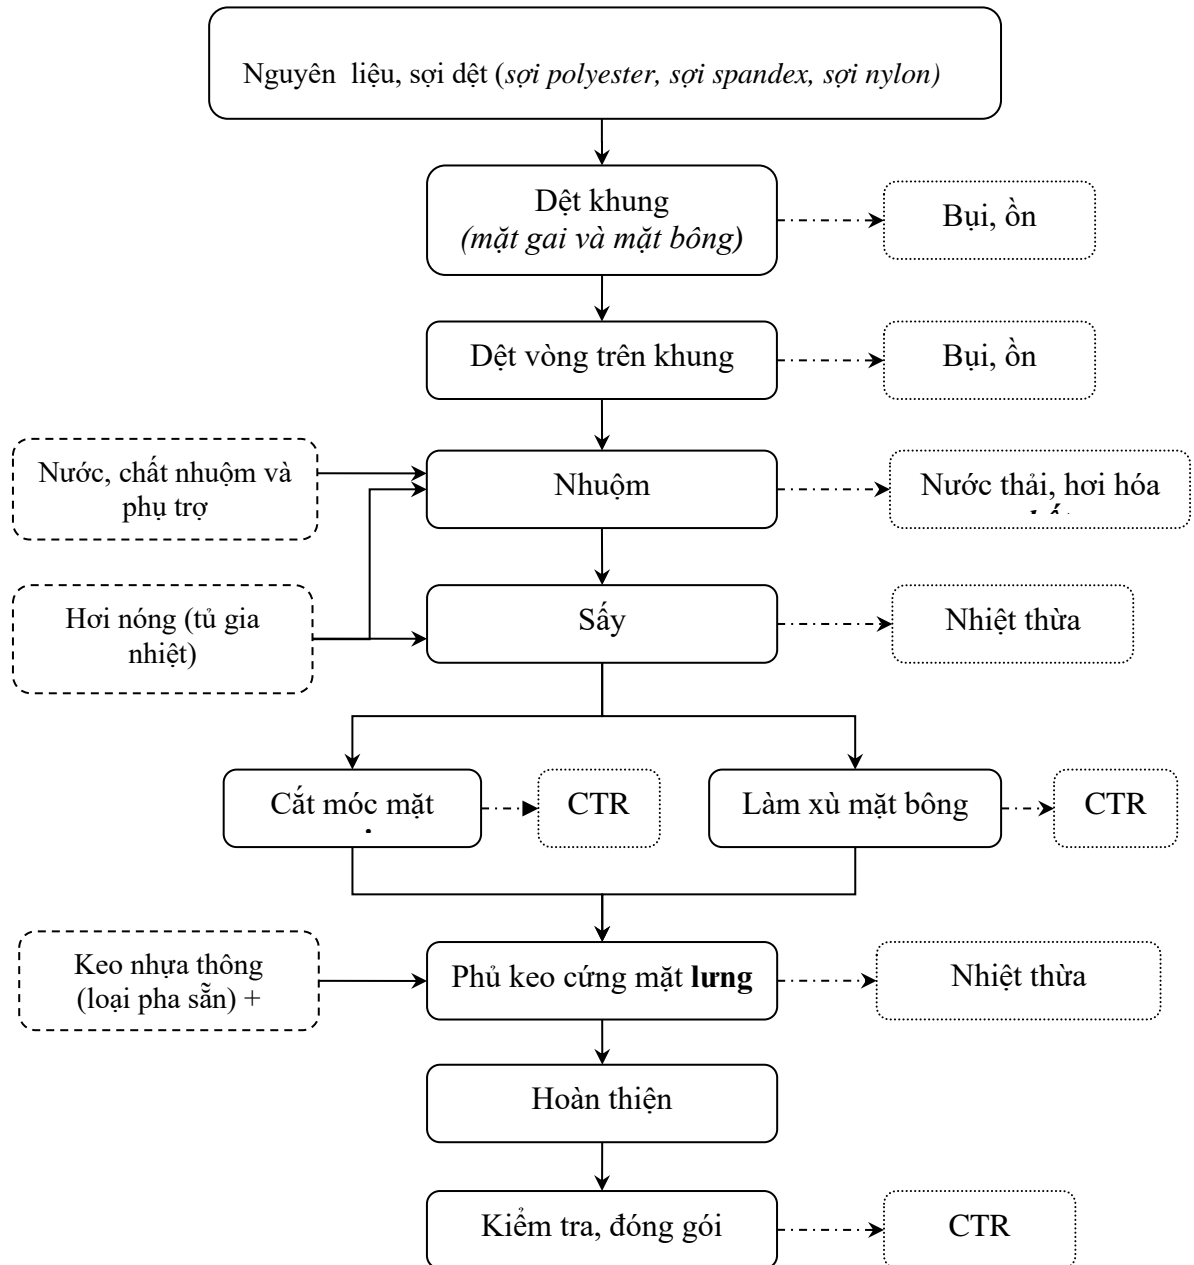 Nguyên liệu, sợi dệt (sợi polyester, sợi spandex, sợi nylon)
Dệt khung
(mặt gai và mặt bông)
Bụi, ồn
Dệt vòng trên khung
Bụi, ồn
Nước, chất nhuộm và
phụ trợ
Nhuộm
Nước thải, hơi hóa
Hơi nóng (tủ gia
nhiệt)
Sấy
Nhiệt thừa
Cắt móc mặt
CTR
Làm xù mặt bông
CTR
Keo nhựa thông
(loại pha sẵn) +
Phủ keo cứng mặt lưng
Nhiệt thừa
Hoàn thiện
Kiểm tra, đóng gói
CTR